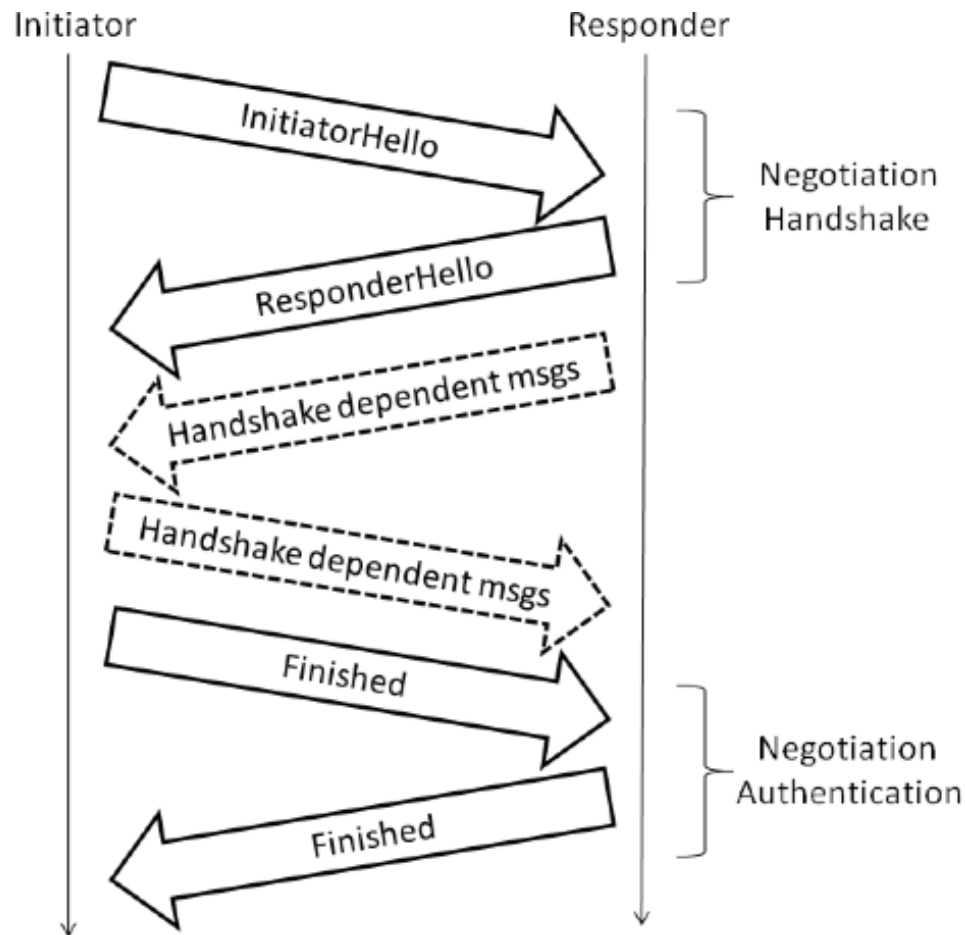 Initiator
Responder
InitiatorHello
Negotiation
Handshake
ResponderHello
Handshake dependent msgs
Handshake dependent msgs
Finished
Negotiation
Authentication
Finished